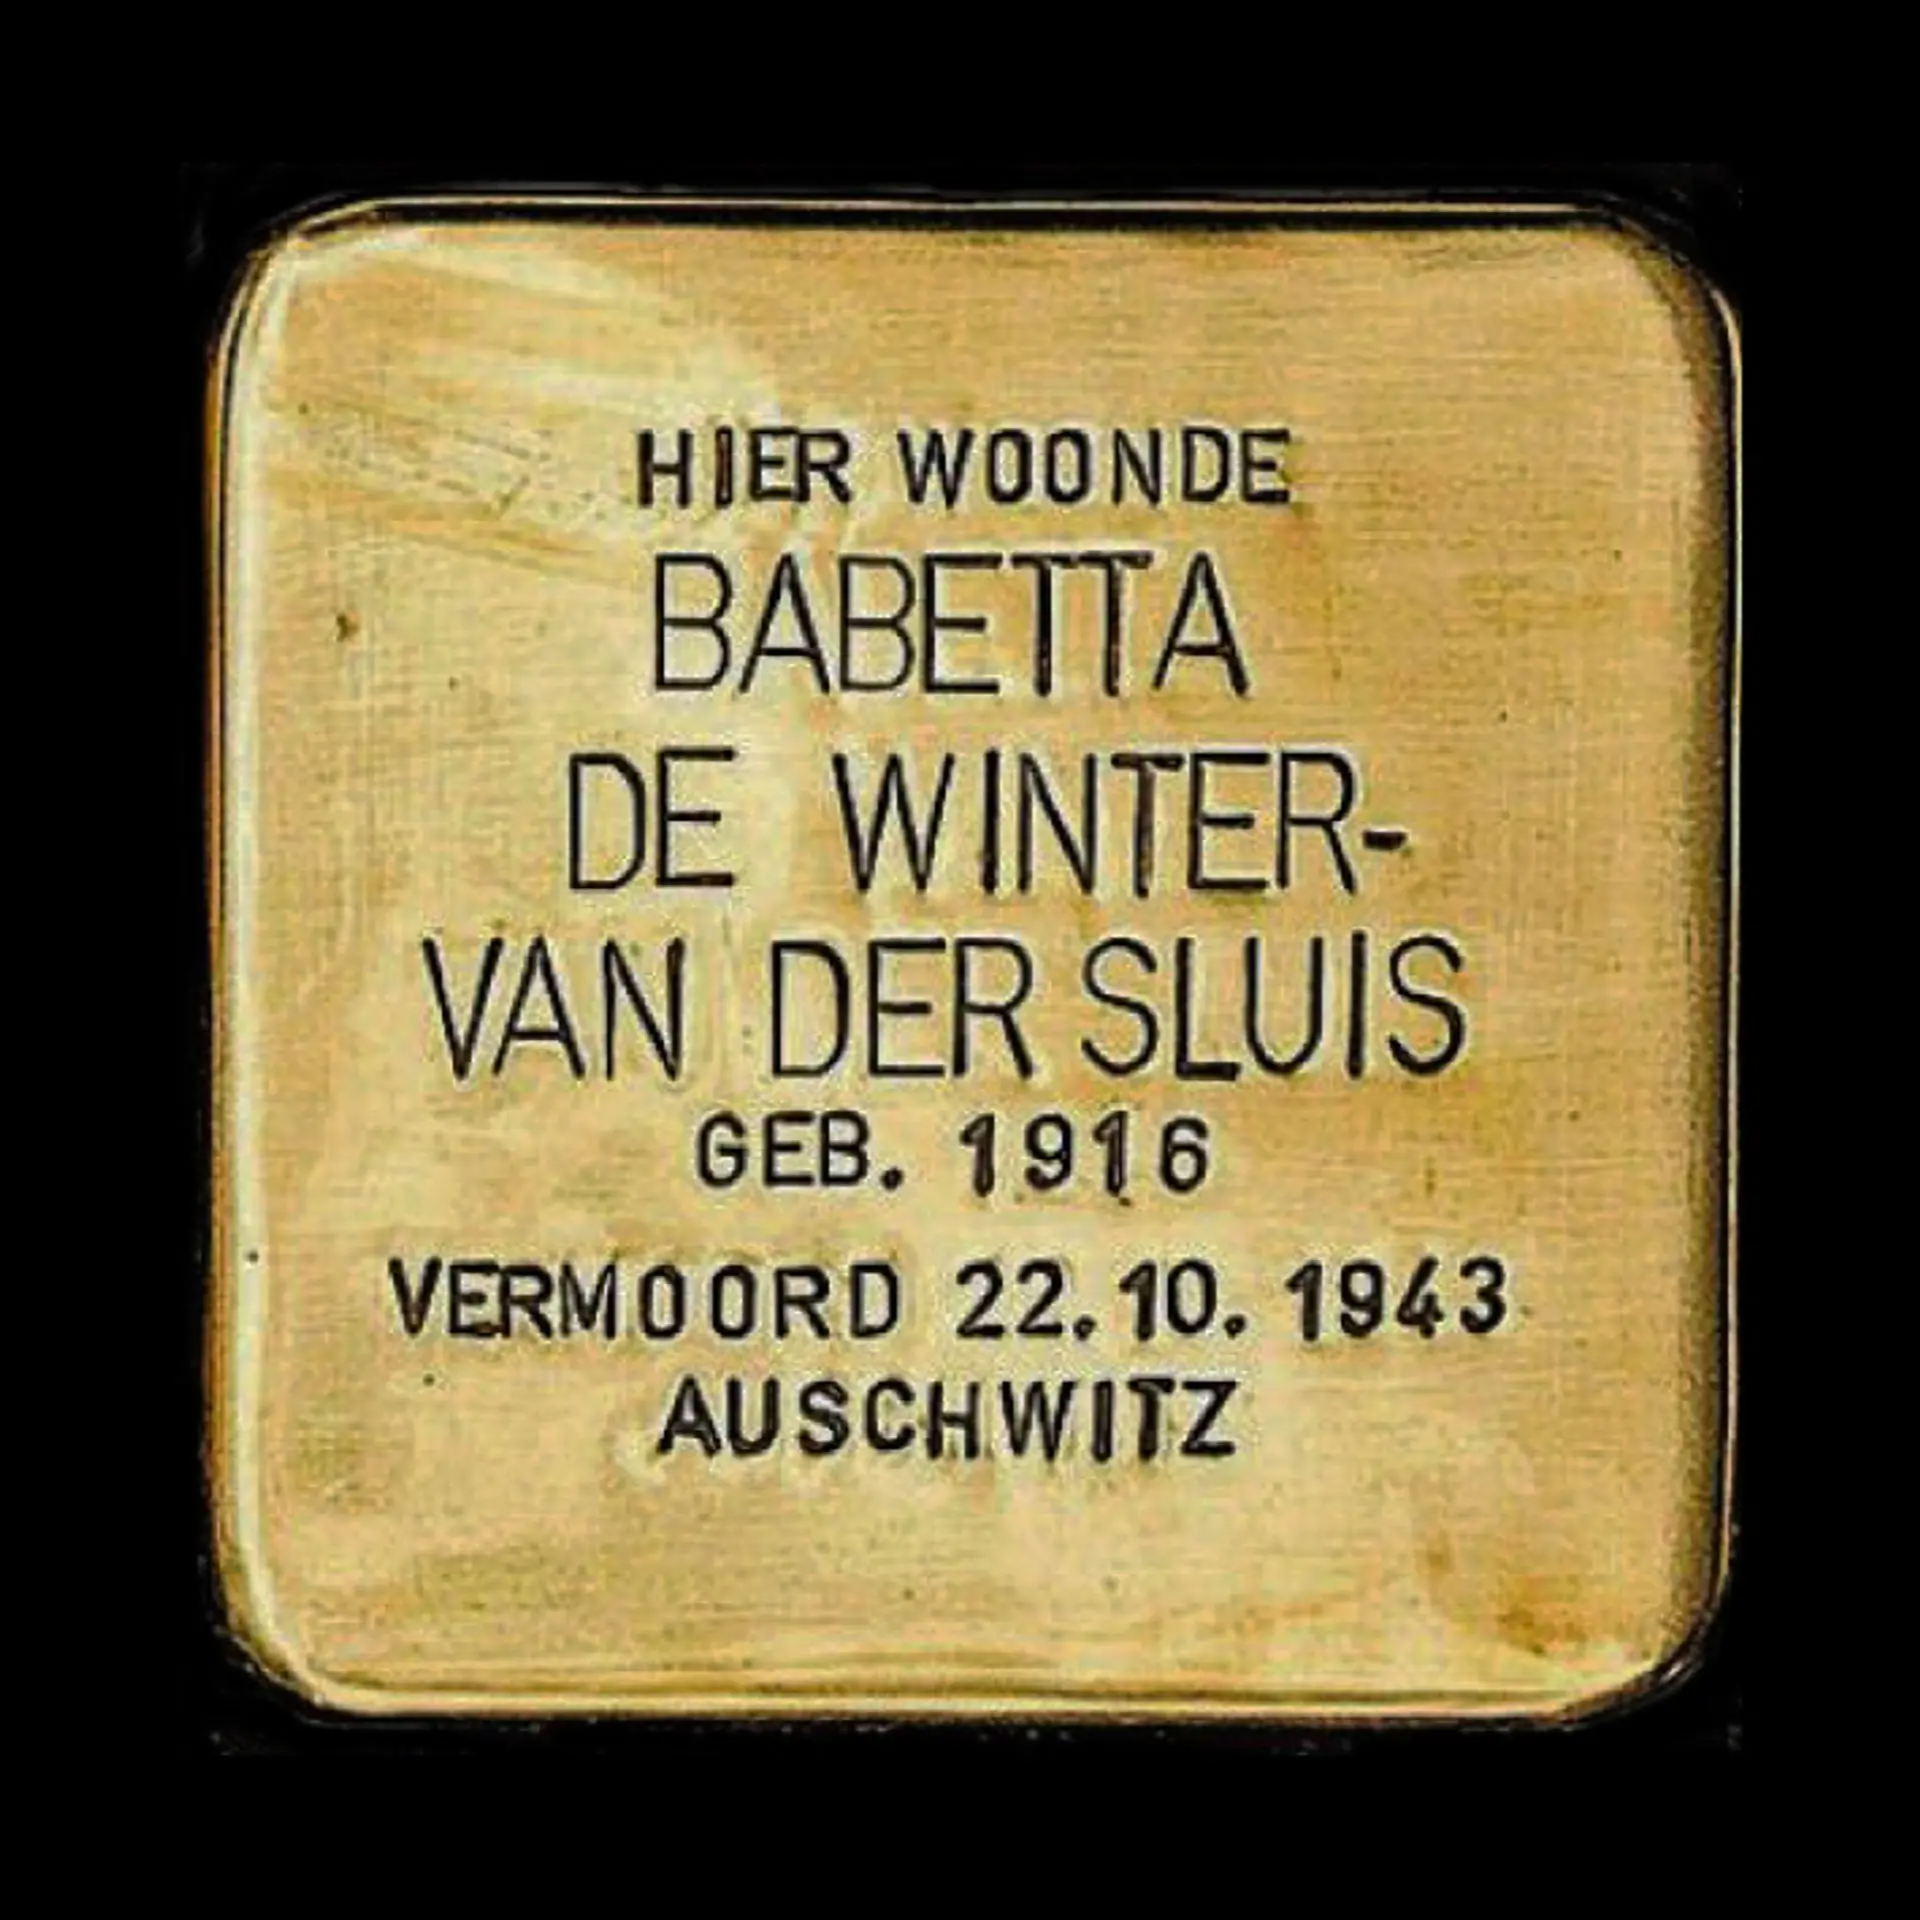 HIER WOONDE
BABETTA
DE WINTER-
VAN DER SLUIS
GEB. 1916
VERMOORD 22.10.1943
AUSCHWITZ